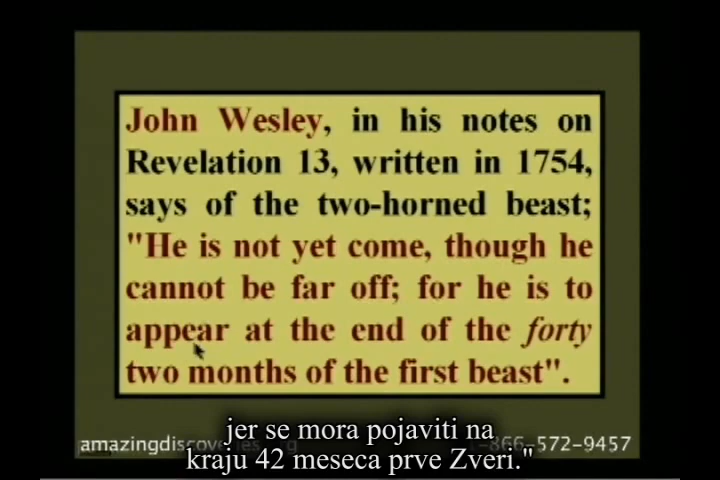 John Wesley, in his notes on
Revelation 13, written in 1754,
says of the two-horned beast;
"He is not yet come, though he
cannot be far off; for he is to
appear at the end of the forty
two months of the first beast".
jer se mora pojaviti na
kraju 42 meseca prve Zveri."
866-572-9457